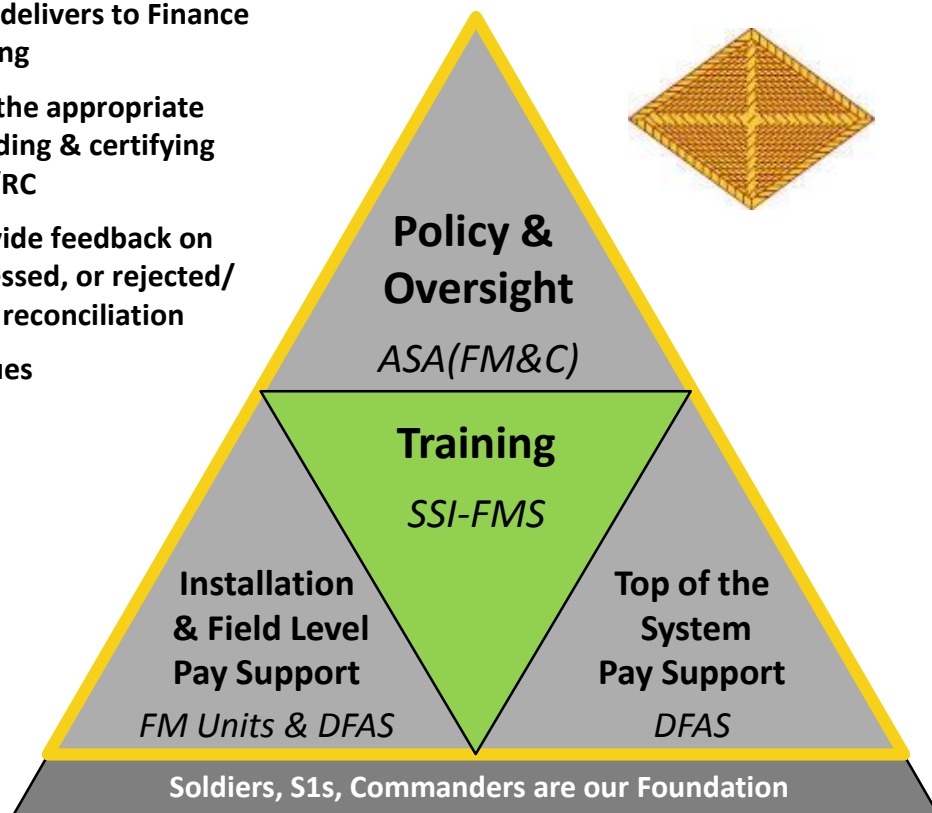 delivers to Finance
ng
the appropriate
ding & certifying
/RC
vide feedback on
essed, or rejected/
reconciliation
ues
Policy &
Oversight
ASA(FM&C)
Training
SSI-FMS
Installation
& Field Level
Pay Support
FM Units & DFAS
Top of the
System
Pay Support
DFAS
Soldiers, S1s, Commanders are our Foundation